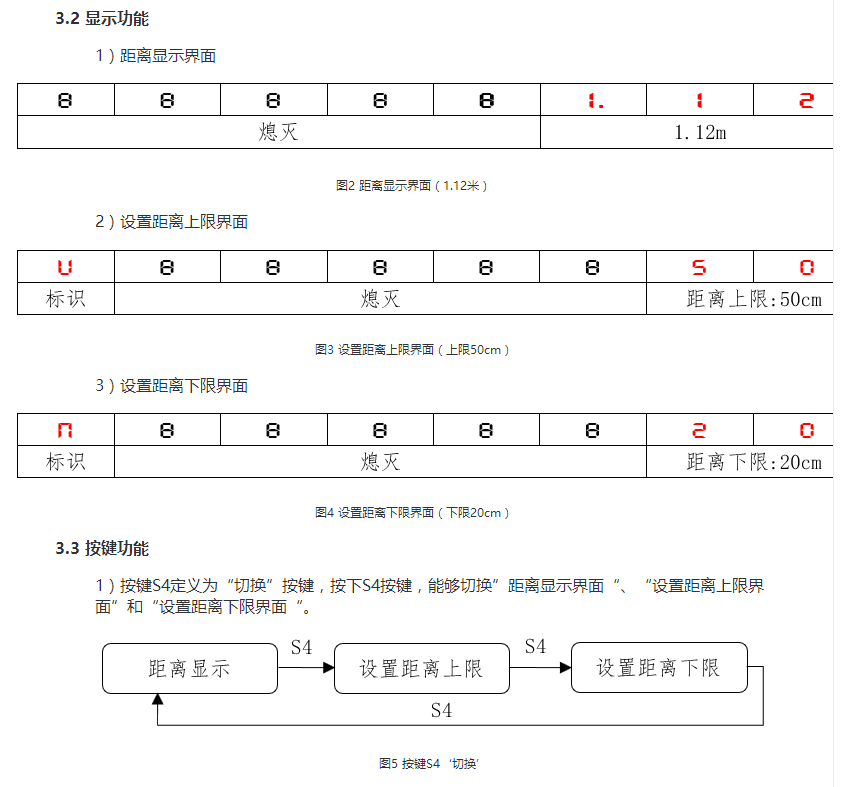 3.2 显示功能
1）距离显示界面
8 8 8 8 8 1. 1 2
熄灭 1.12m
图2 距离显示界面（1.12米）
2）设置距离上限界面
U 8 8 8 8 8 5 0
标识 熄灭 距离上限:50cm
图3 设置距离上限界面（上限50cm）
3）设置距离下限界面
8 8 8 8 8 2 0
标识 熄灭 距离下限:20cm
图4 设置距离下限界面（下限20cm）
3.3 按键功能
1）按键S4定义为“切换”按键，按下S4按键，能够切换”距离显示界面“、“设置距离上限界
面”和“设置距离下限界面“。
距离显示 S4 设置距离上限 S4 设置距离下限
S4
图5 按键S4‘切换’